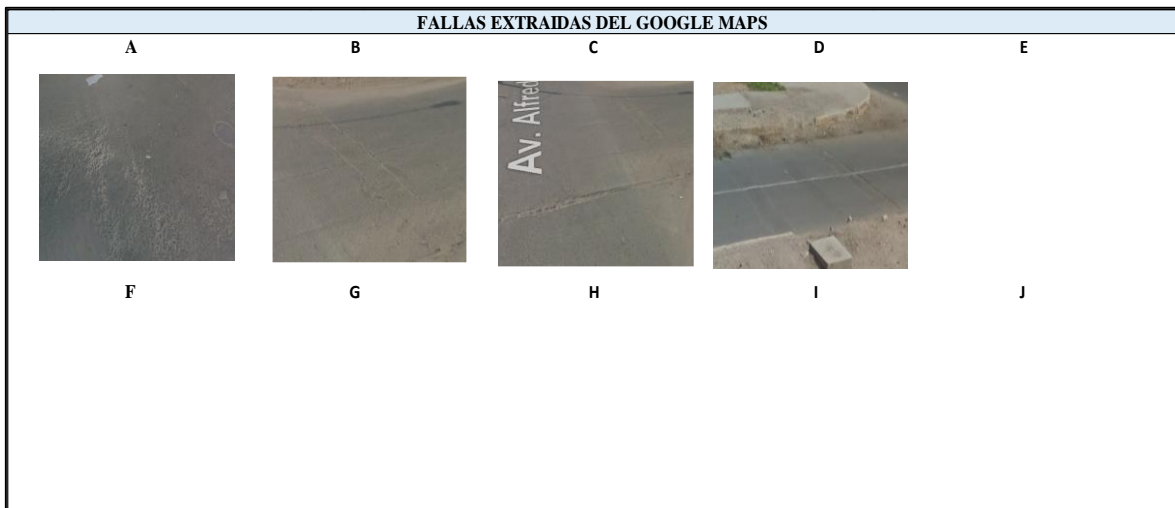 FALLAS EXTRAIDAS DEL GOOGLE MAPS
A B C D E
Av. Alfred
F G H I J